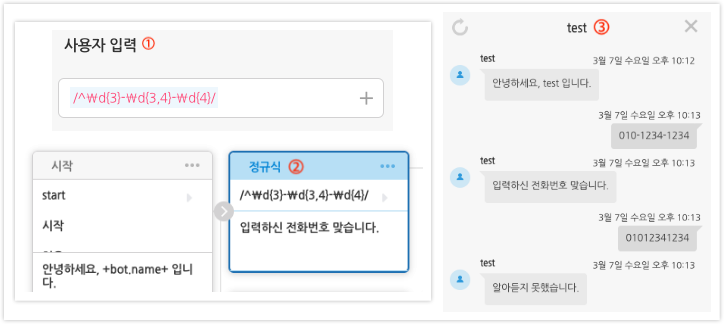 사용자 입력 ①
/^₩d{3}-₩d{3,4}-₩d{4}/
시작
start
시작
안녕하세요, +bot.name+ 입니
다.
정규식 ②
/^₩d{3}-₩d{3,4}-₩d{4}/
입력하신 전화번호 맞습니다.
test ③
test
3월 7일 수요일 오후 10:12
안녕하세요, test 입니다.
3월 7일 수요일 오후 10:13
010-1234-1234
test
3월 7일 수요일 오후 10:13
입력하신 전화번호 맞습니다.
3월 7일 수요일 오후 10:13
01012341234
test
3월 7일 수요일 오후 10:13
알아듣지 못했습니다.